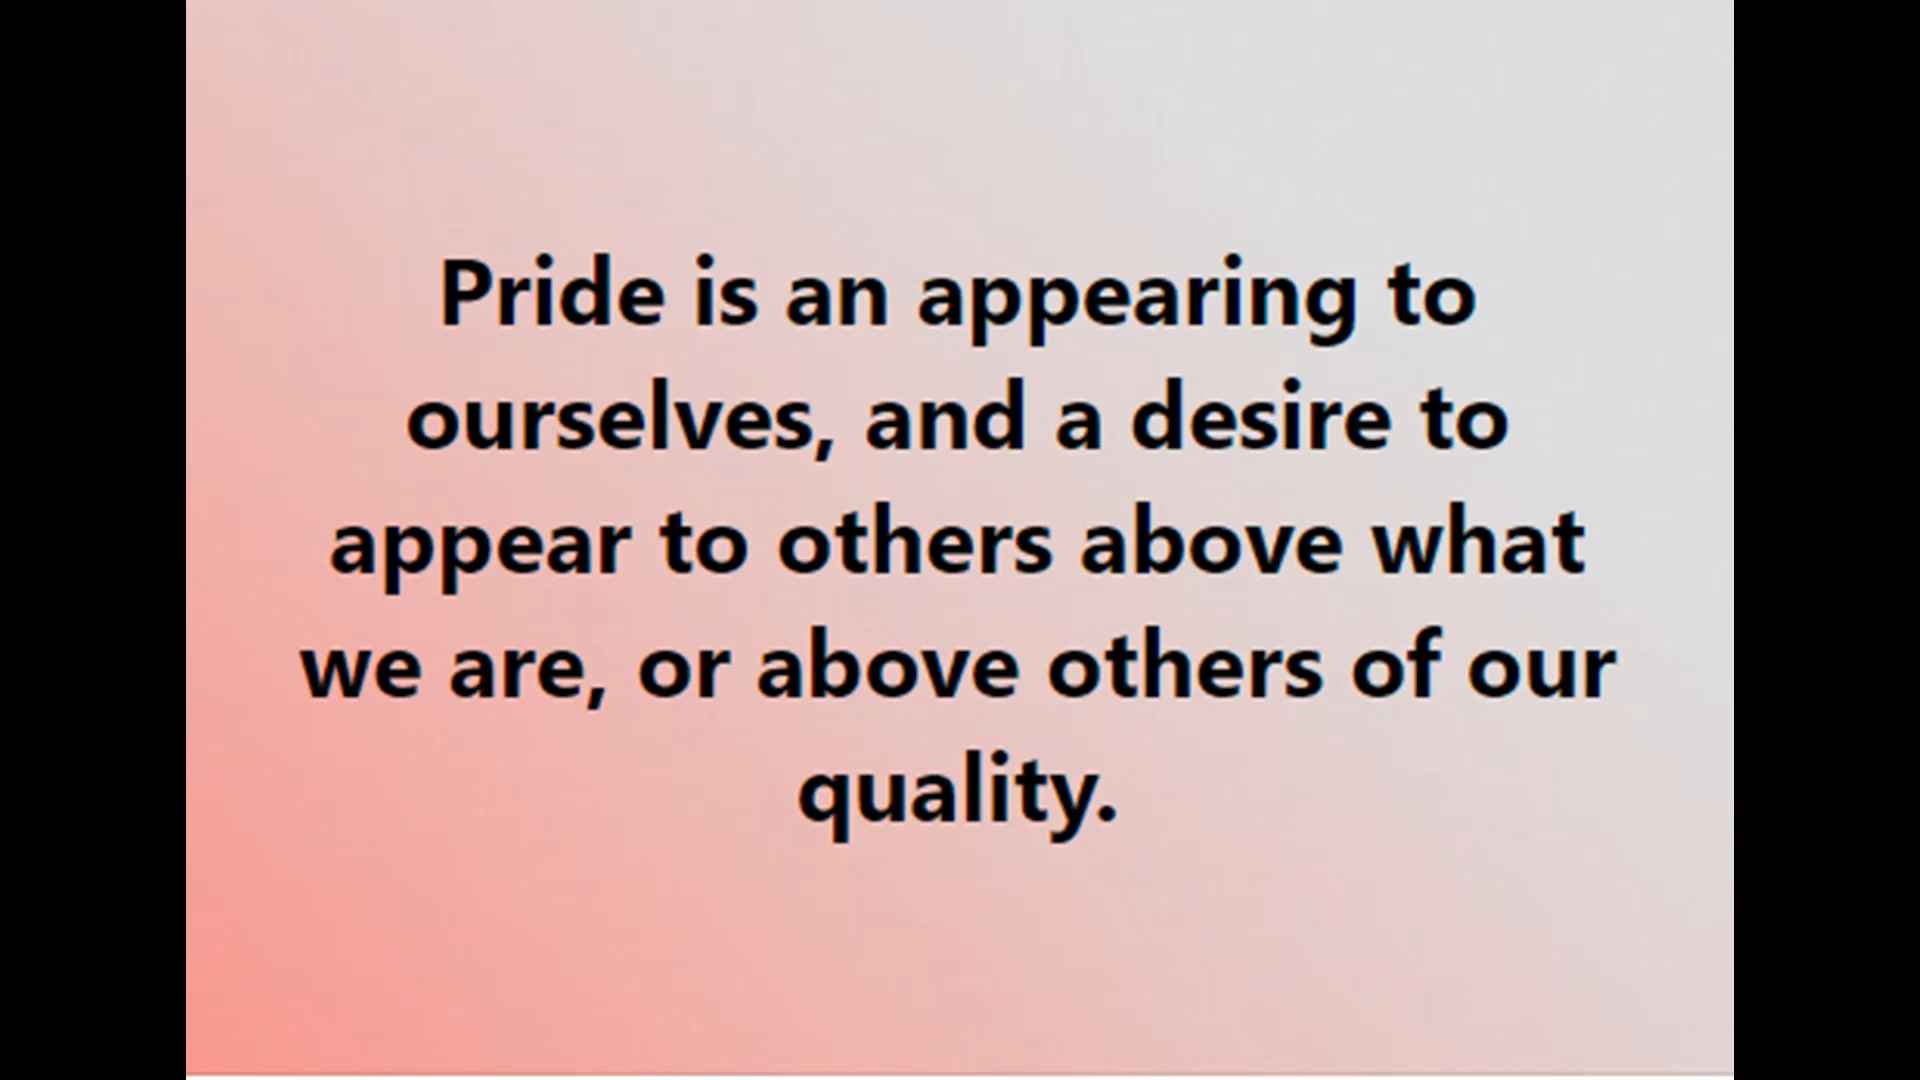 Pride is an appearing to
ourselves, and a desire to
appear to others above what
we are, or above others of our
quality.